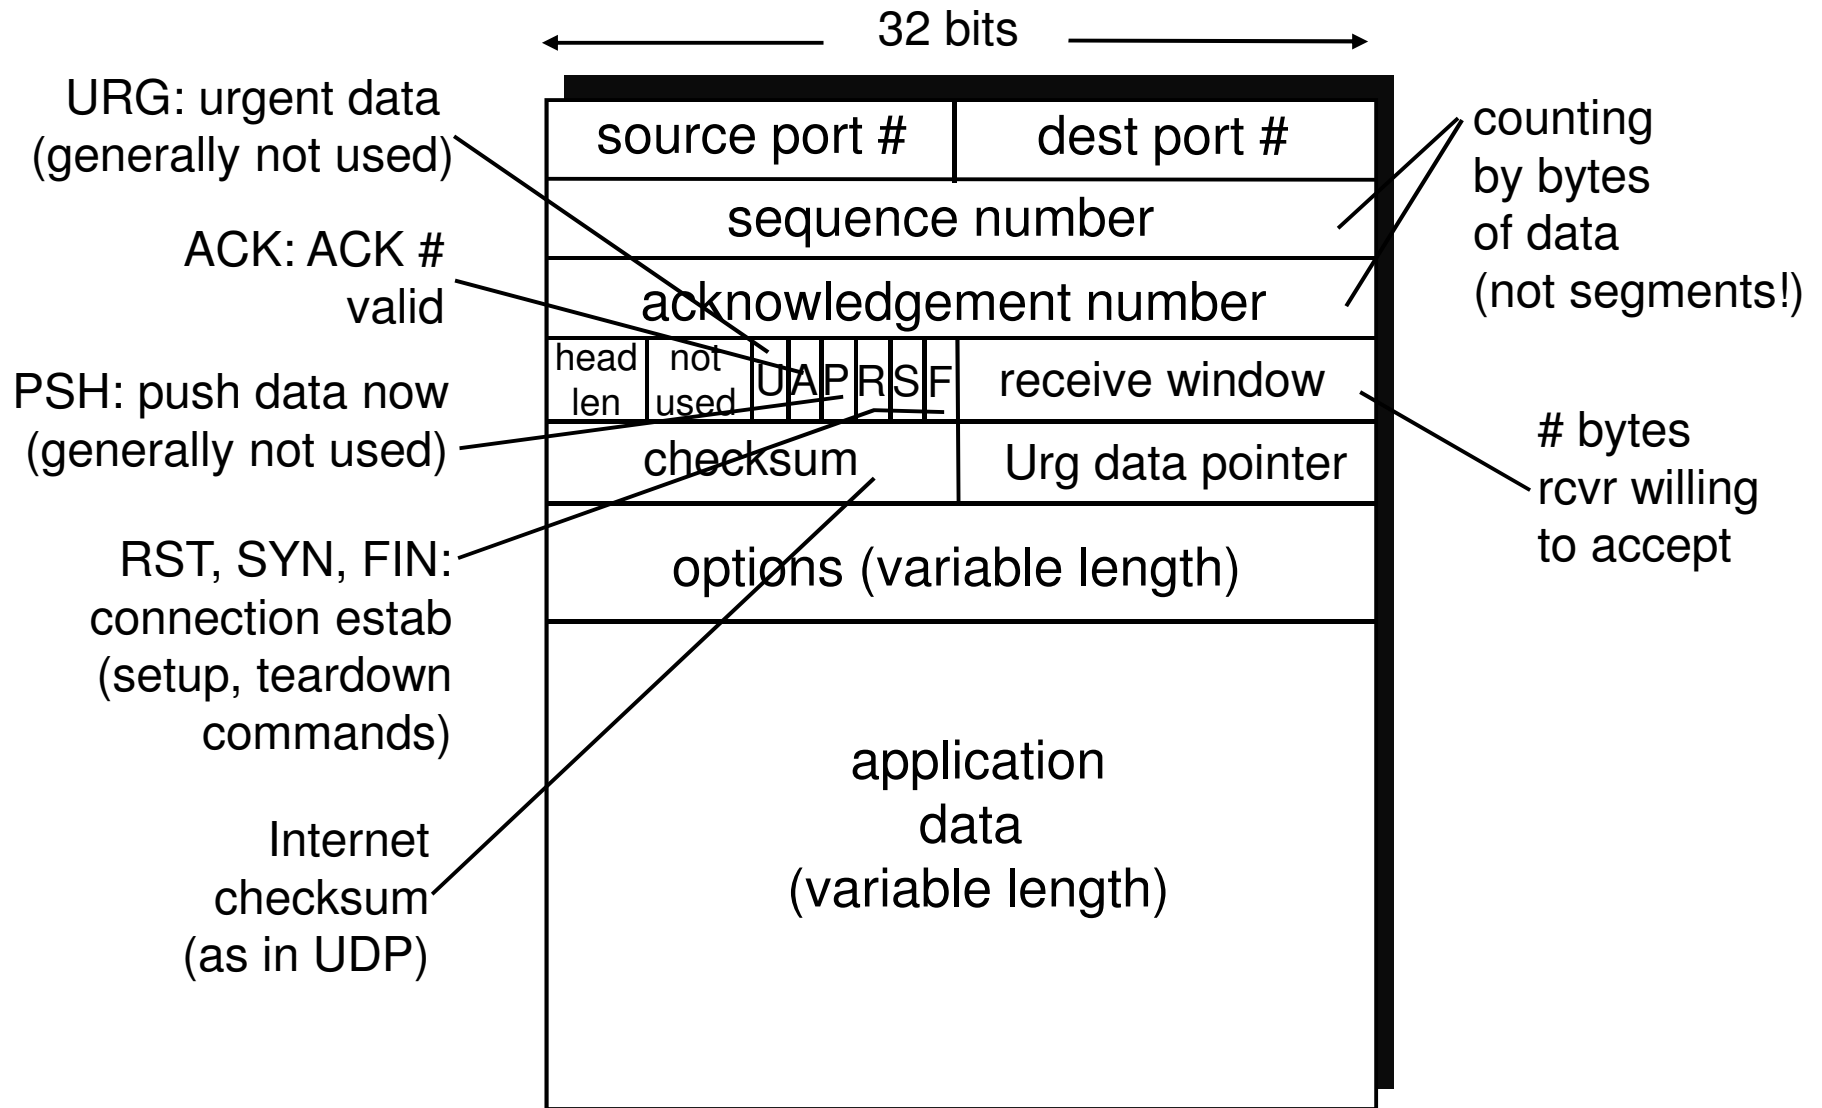 32 bits
URG: urgent data
(generally not used)
ACK: ACK #
valid
PSH: push data now
(generally not used)
RST, SYN, FIN:
connection estab
(setup, teardown
commands)
Internet
checksum
(as in UDP)
source port #
dest port #
sequence number
acknowledgement number
head
len
not
used
U
A
P
R
S
F
receive window
checksum
Urg data pointer
options (variable length)
application
data
(variable length)
counting
by bytes
of data
(not segments!)
# bytes
rcvr willing
to accept